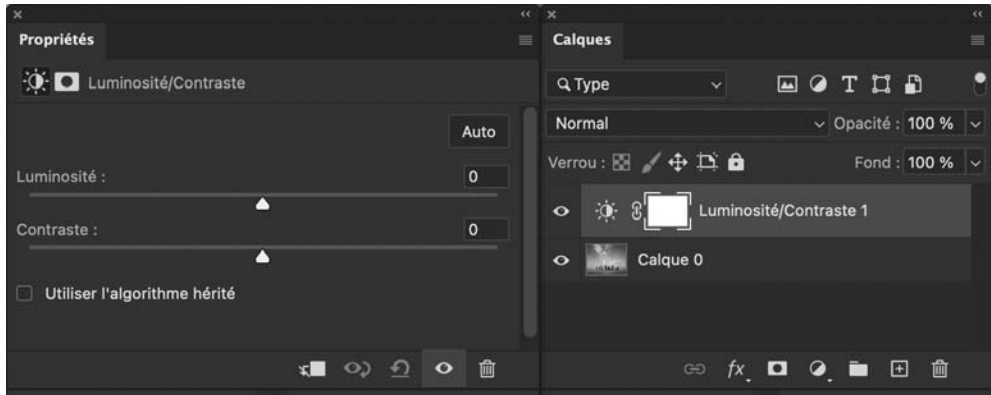 Propriétés
Luminosité/Contraste
Auto
Luminosité : 0
Contraste : 0
Utiliser l'algorithme hérité
Calques
Type
Normal Opacité : 100 %
Verrou : Fond : 100 %
Luminosité/Contraste 1
Calque 0
fx